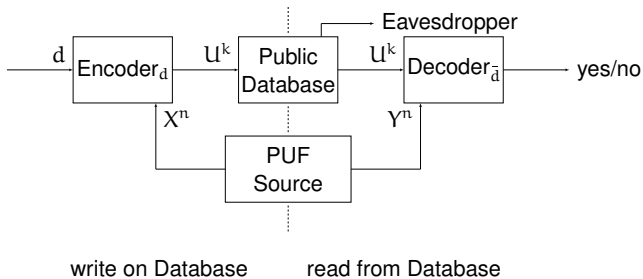 Eavesdropper
d
Encoder_d
U^k
Public
Database
U^k
Decoder_d̄
yes/no
X^n
Y^n
PUF
Source
write on Database
read from Database